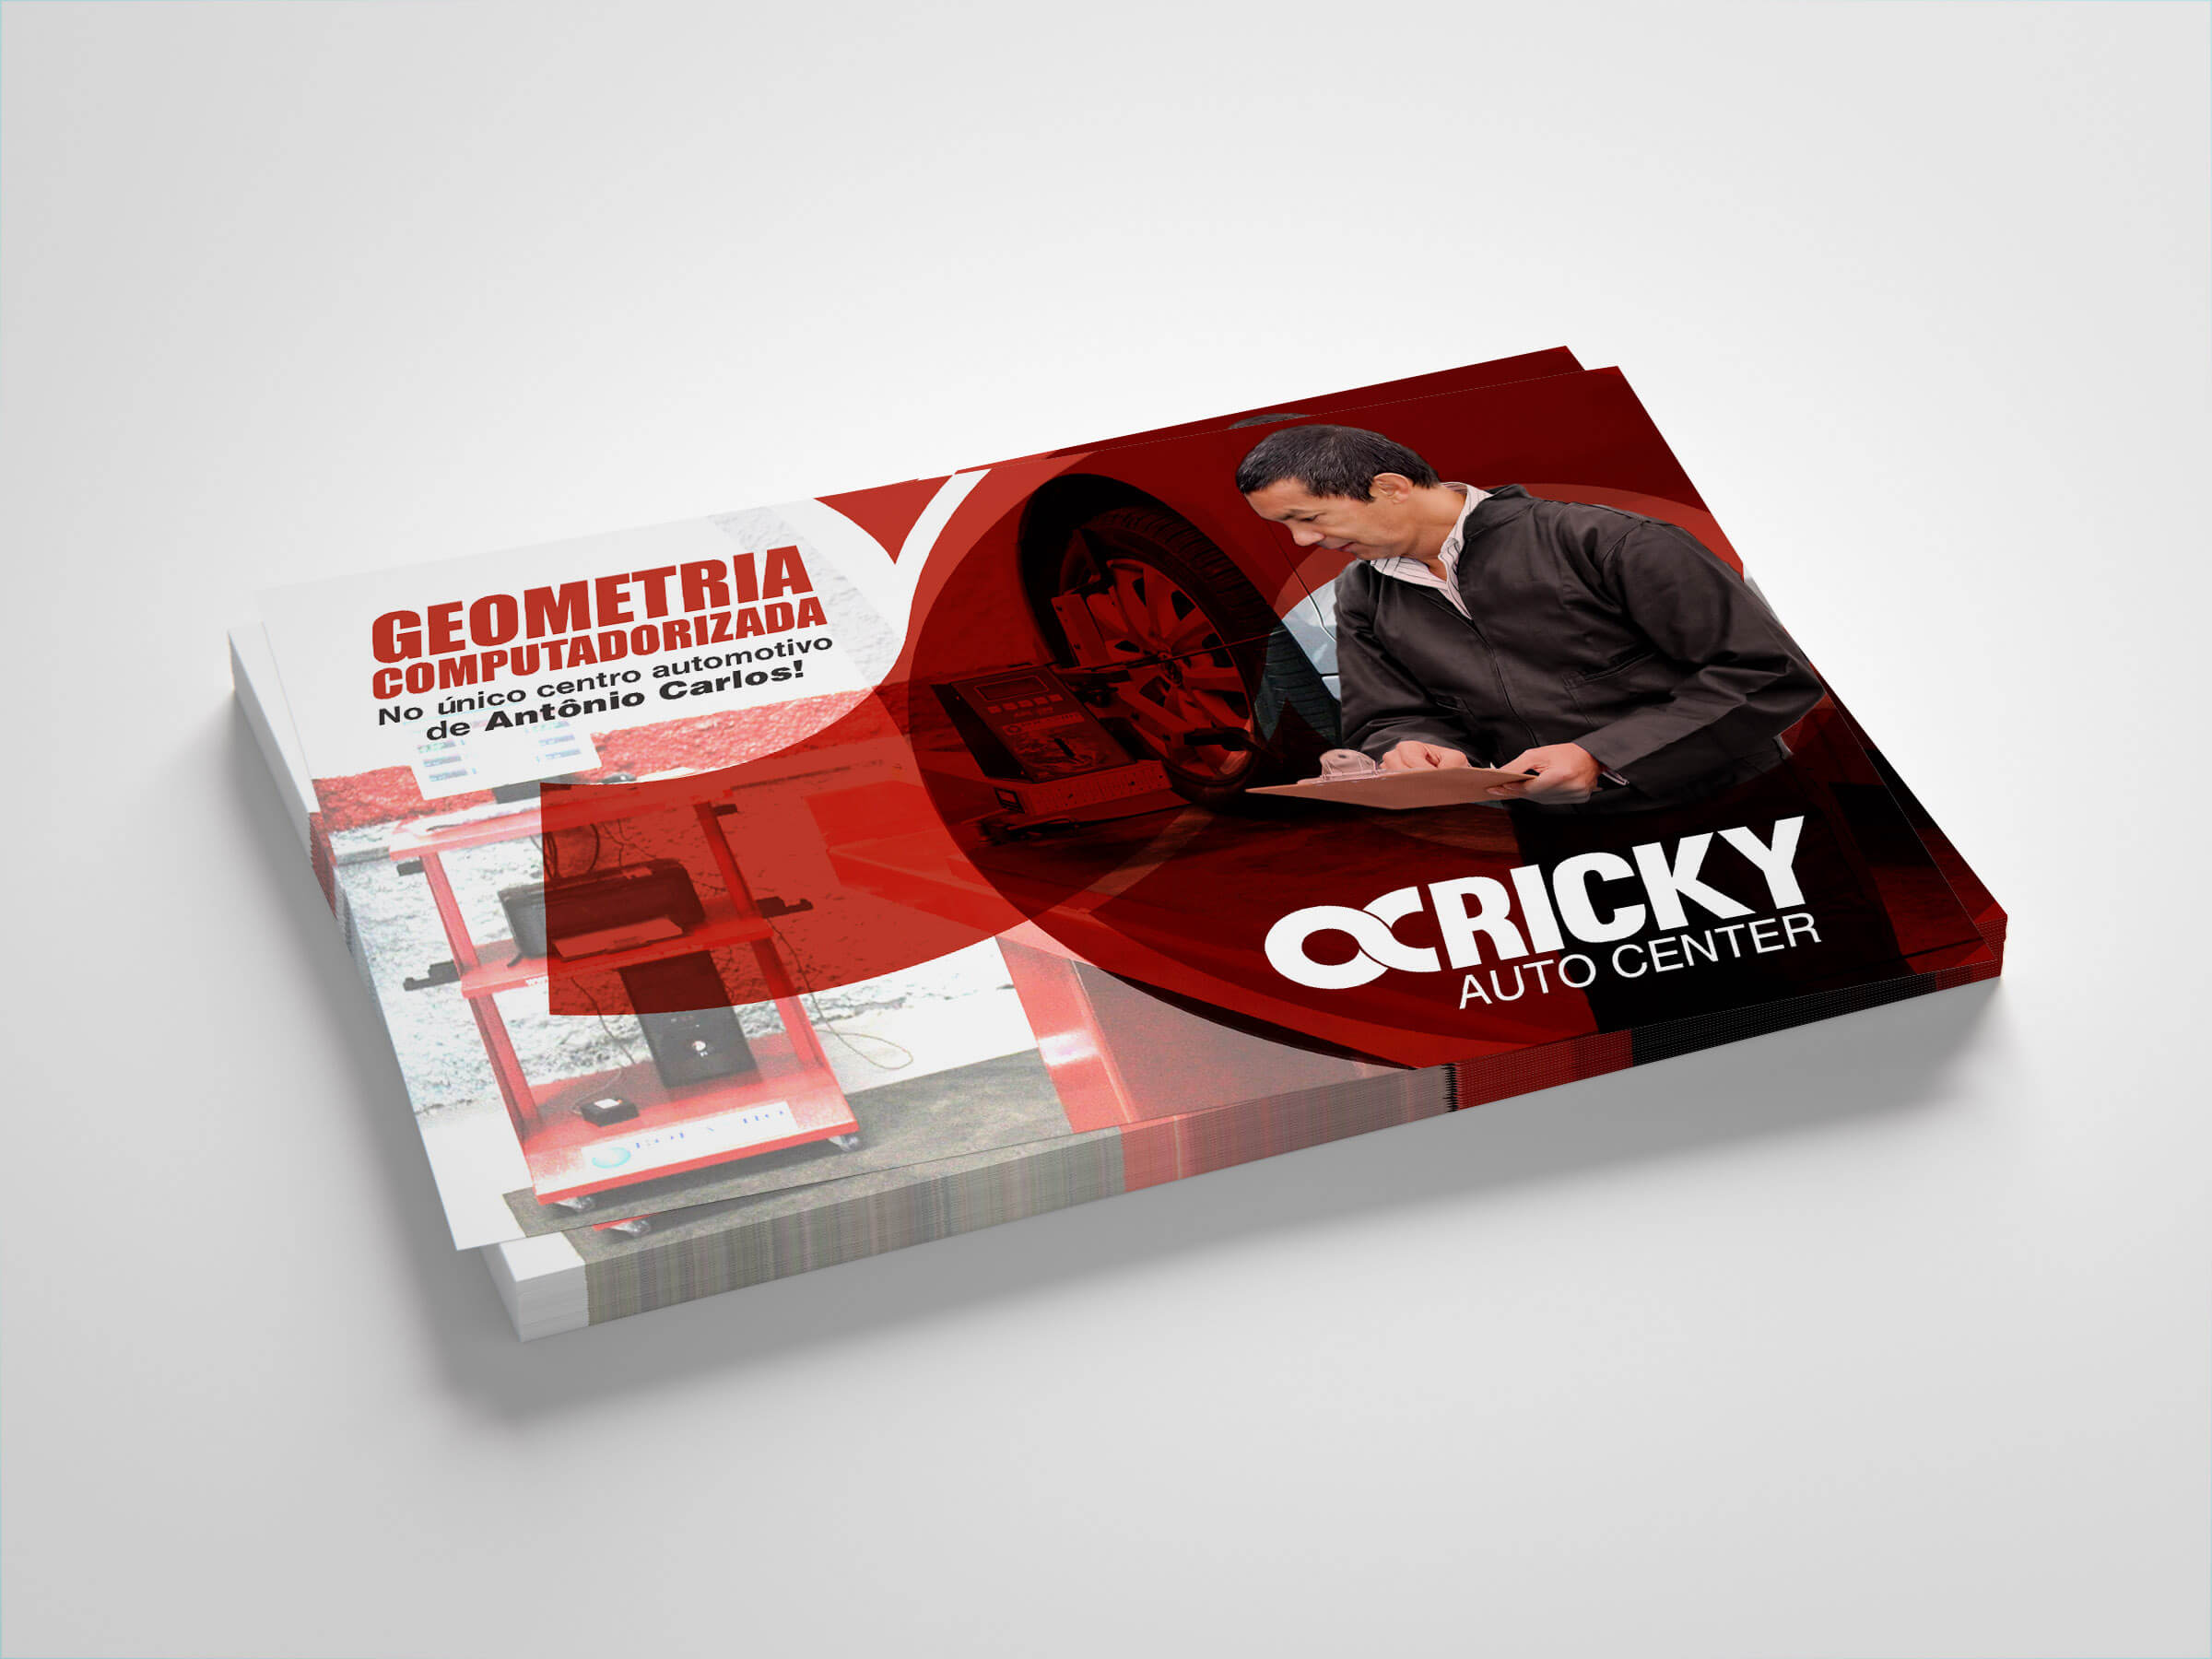 GEOMETRIA
COMPUTADORIZADA
No único centro automotivo
de Antônio Carlos!
RICKY
AUTO CENTER